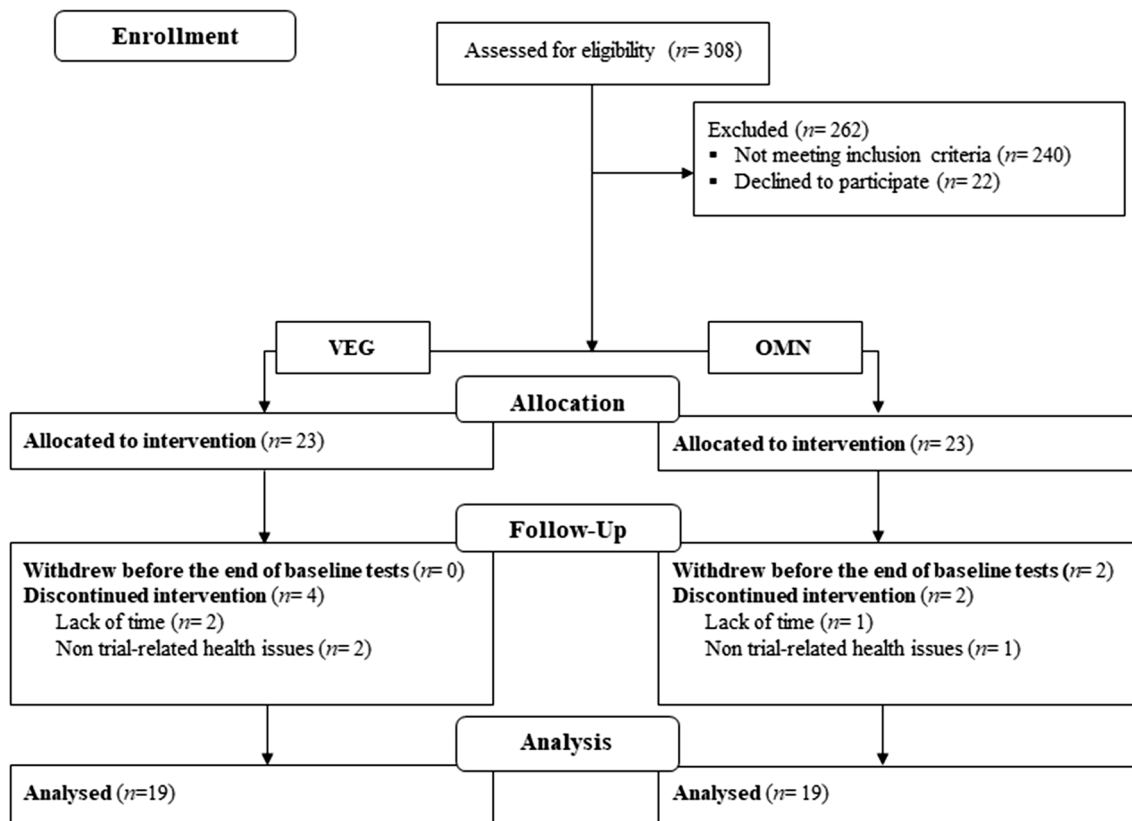 Enrollment
Assessed for eligibility (n= 308)
Excluded (n= 262)
▪ Not meeting inclusion criteria (n= 240)
▪ Declined to participate (n= 22)
VEG
OMN
Allocation
Allocated to intervention (n= 23)
Allocated to intervention (n= 23)
Follow-Up
Withdrew before the end of baseline tests (n= 0)
Discontinued intervention (n= 4)
Lack of time (n= 2)
Non trial-related health issues (n= 2)
Withdrew before the end of baseline tests (n= 2)
Discontinued intervention (n= 2)
Lack of time (n= 1)
Non trial-related health issues (n= 1)
Analysis
Analysed (n=19)
Analysed (n= 19)